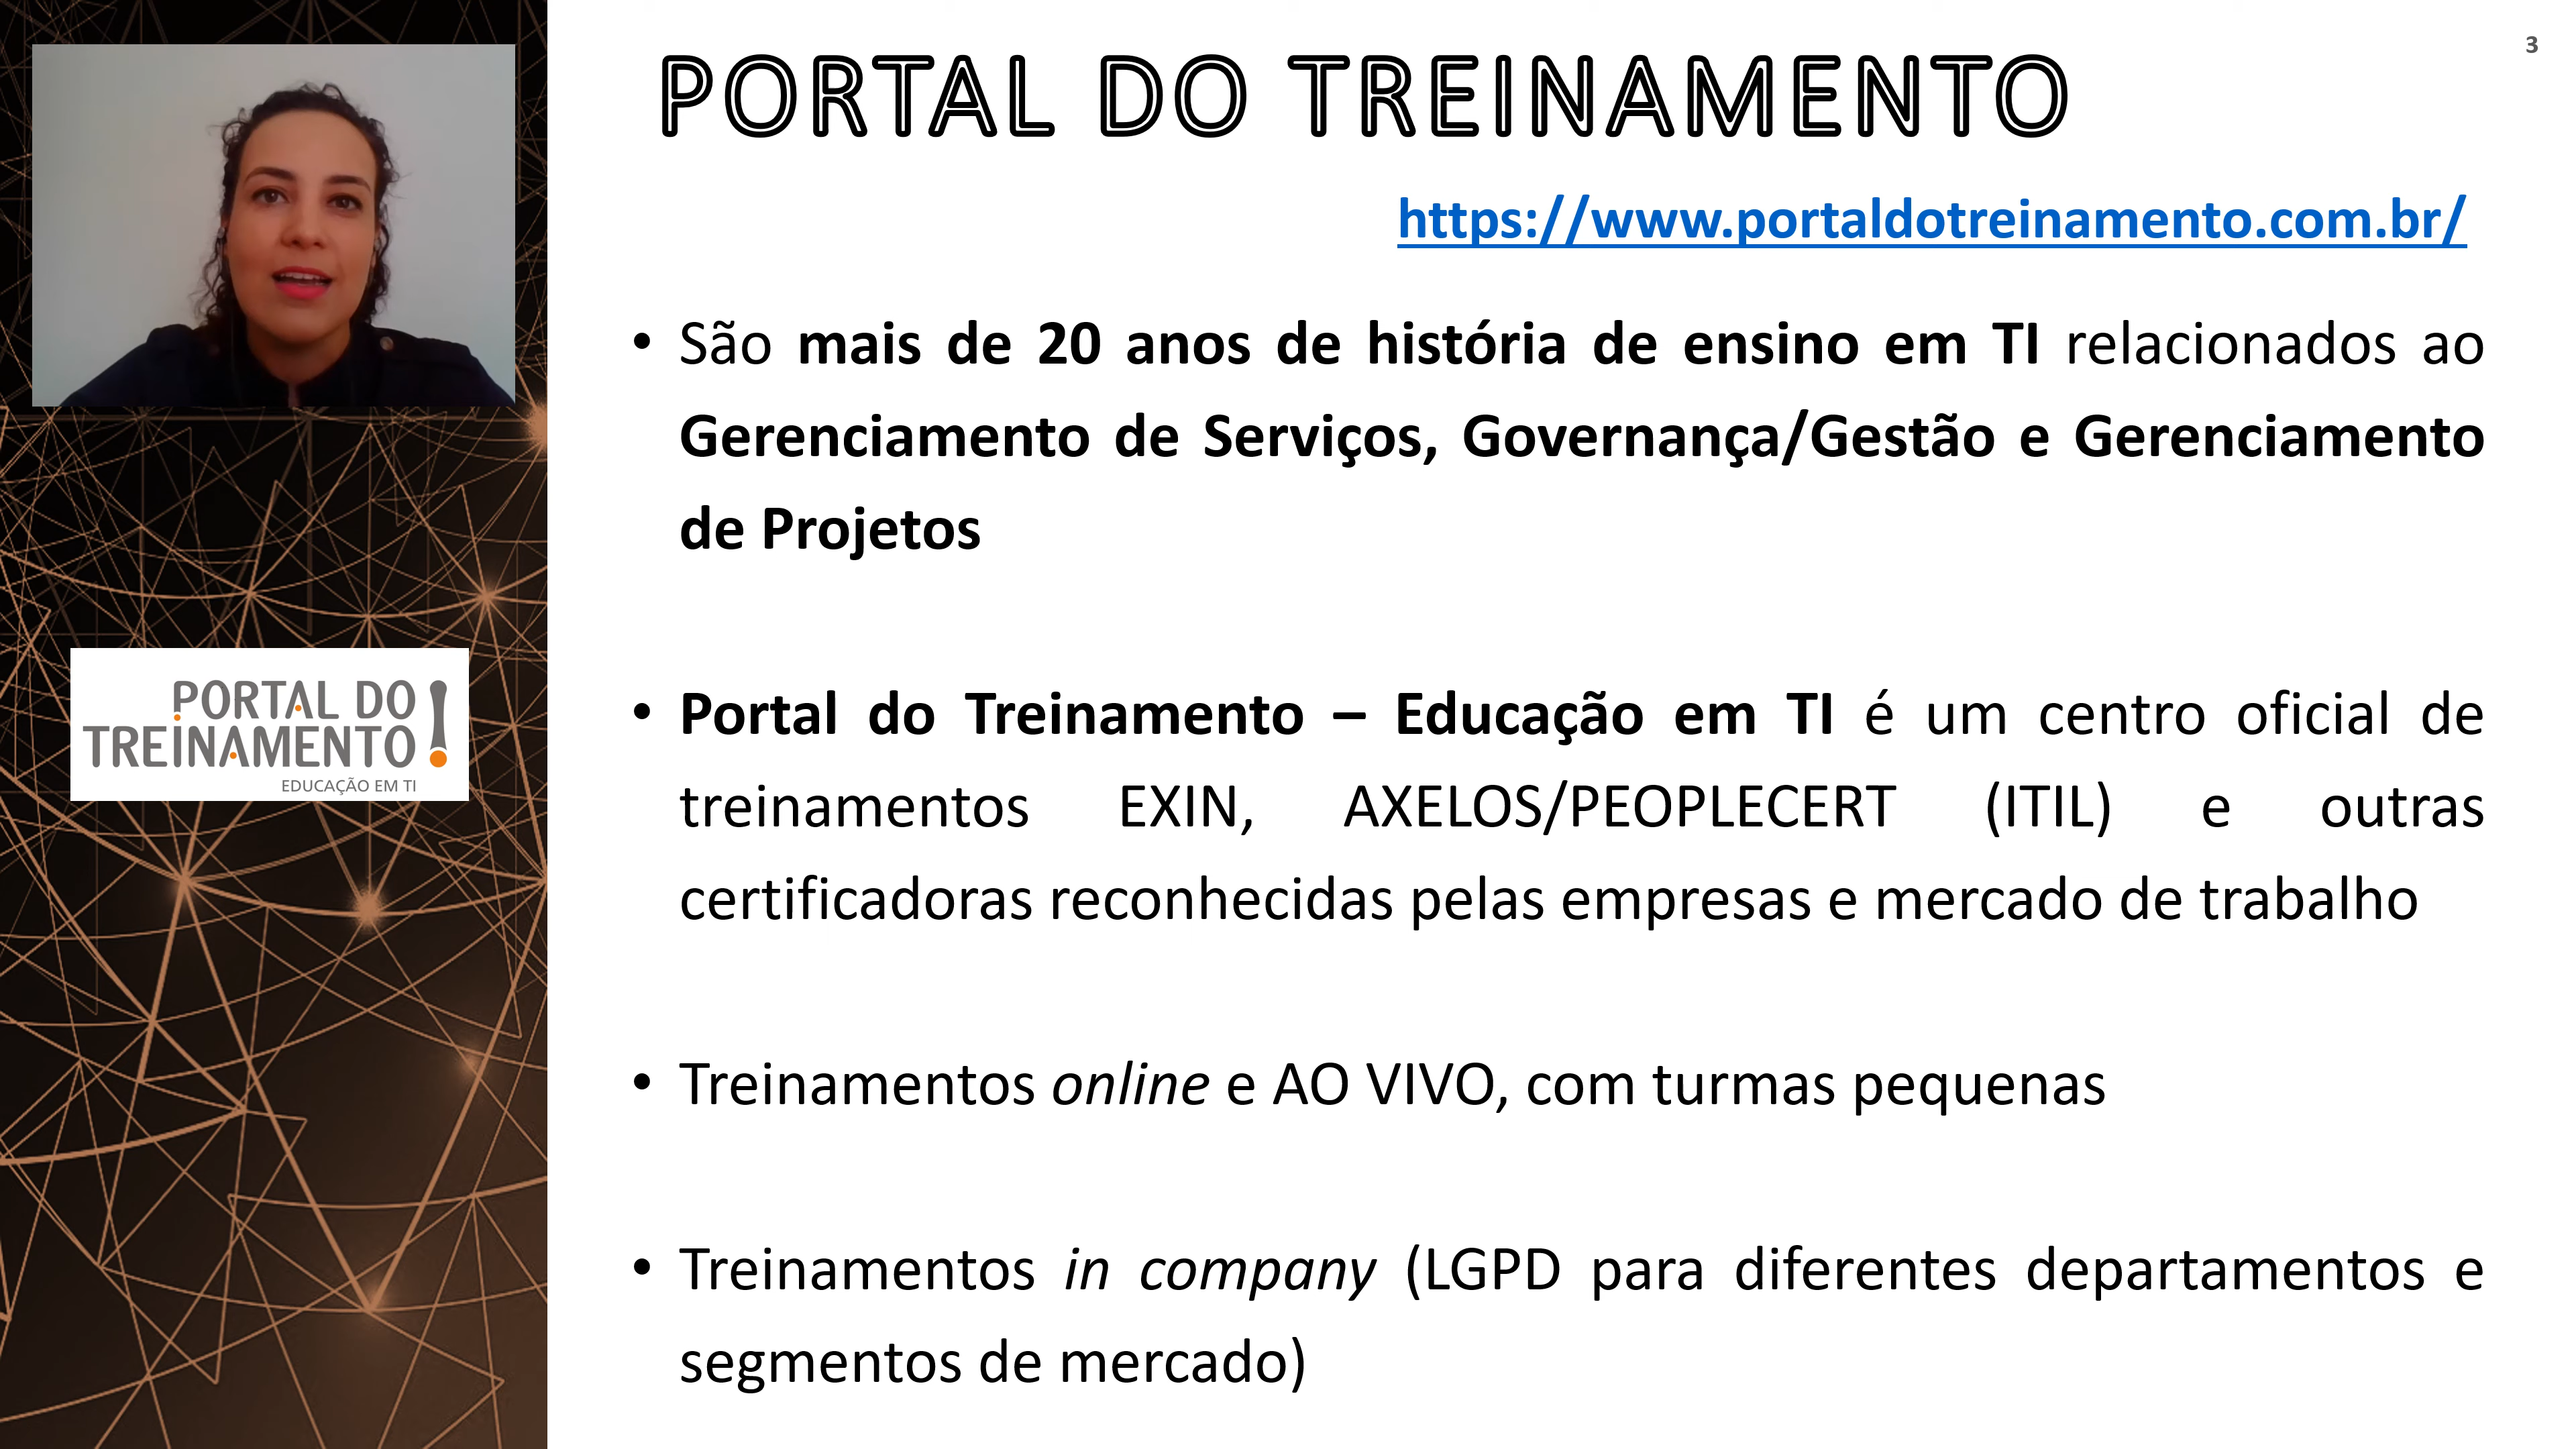 3
PORTAL DO TREINAMENTO
https://www.portaldotreinamento.com.br/
• São mais de 20 anos de história de ensino em TI relacionados ao
Gerenciamento de Serviços, Governança/Gestão e Gerenciamento
de Projetos
PORTAL DO
TREINAMENTO!
EDUCAÇÃO EM TI
• Portal do Treinamento – Educação em TI é um centro oficial de
treinamentos EXIN, AXELOS/PEOPLECERT (ITIL) e outras
certificadoras reconhecidas pelas empresas e mercado de trabalho
• Treinamentos online e AO VIVO, com turmas pequenas
• Treinamentos in company (LGPD para diferentes departamentos e
segmentos de mercado)